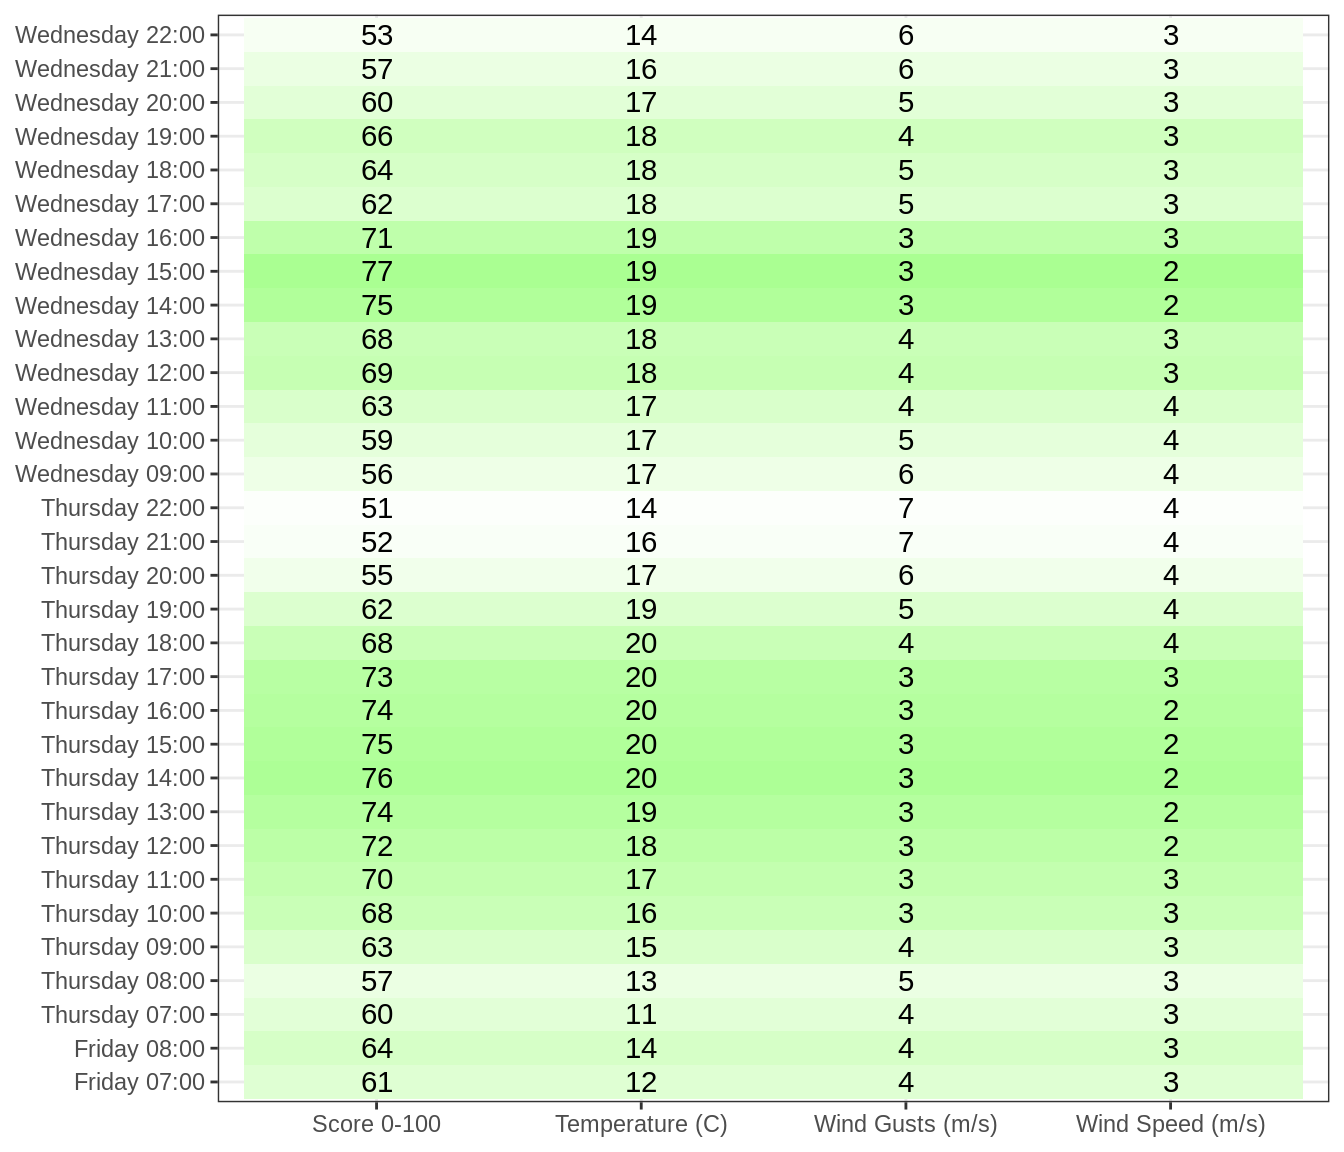 Wednesday 22:00 53 14 6 3
Wednesday 21:00 57 16 6 3
Wednesday 20:00 60 17 5 3
Wednesday 19:00 66 18 4 3
Wednesday 18:00 64 18 5 3
Wednesday 17:00 62 18 5 3
Wednesday 16:00 71 19 3 3
Wednesday 15:00 77 19 3 2
Wednesday 14:00 75 19 3 2
Wednesday 13:00 68 18 4 3
Wednesday 12:00 69 18 4 3
Wednesday 11:00 63 17 4 4
Wednesday 10:00 59 17 5 4
Wednesday 09:00 56 17 6 4
Thursday 22:00 51 14 7 4
Thursday 21:00 52 16 7 4
Thursday 20:00 55 17 6 4
Thursday 19:00 62 19 5 4
Thursday 18:00 68 20 4 4
Thursday 17:00 73 20 3 3
Thursday 16:00 74 20 3 2
Thursday 15:00 75 20 3 2
Thursday 14:00 76 20 3 2
Thursday 13:00 74 19 3 2
Thursday 12:00 72 18 3 2
Thursday 11:00 70 17 3 3
Thursday 10:00 68 16 3 3
Thursday 09:00 63 15 4 3
Thursday 08:00 57 13 5 3
Thursday 07:00 60 11 4 3
Friday 08:00 64 14 4 3
Friday 07:00 61 12 4 3
Score 0-100 Temperature (C) Wind Gusts (m/s) Wind Speed (m/s)